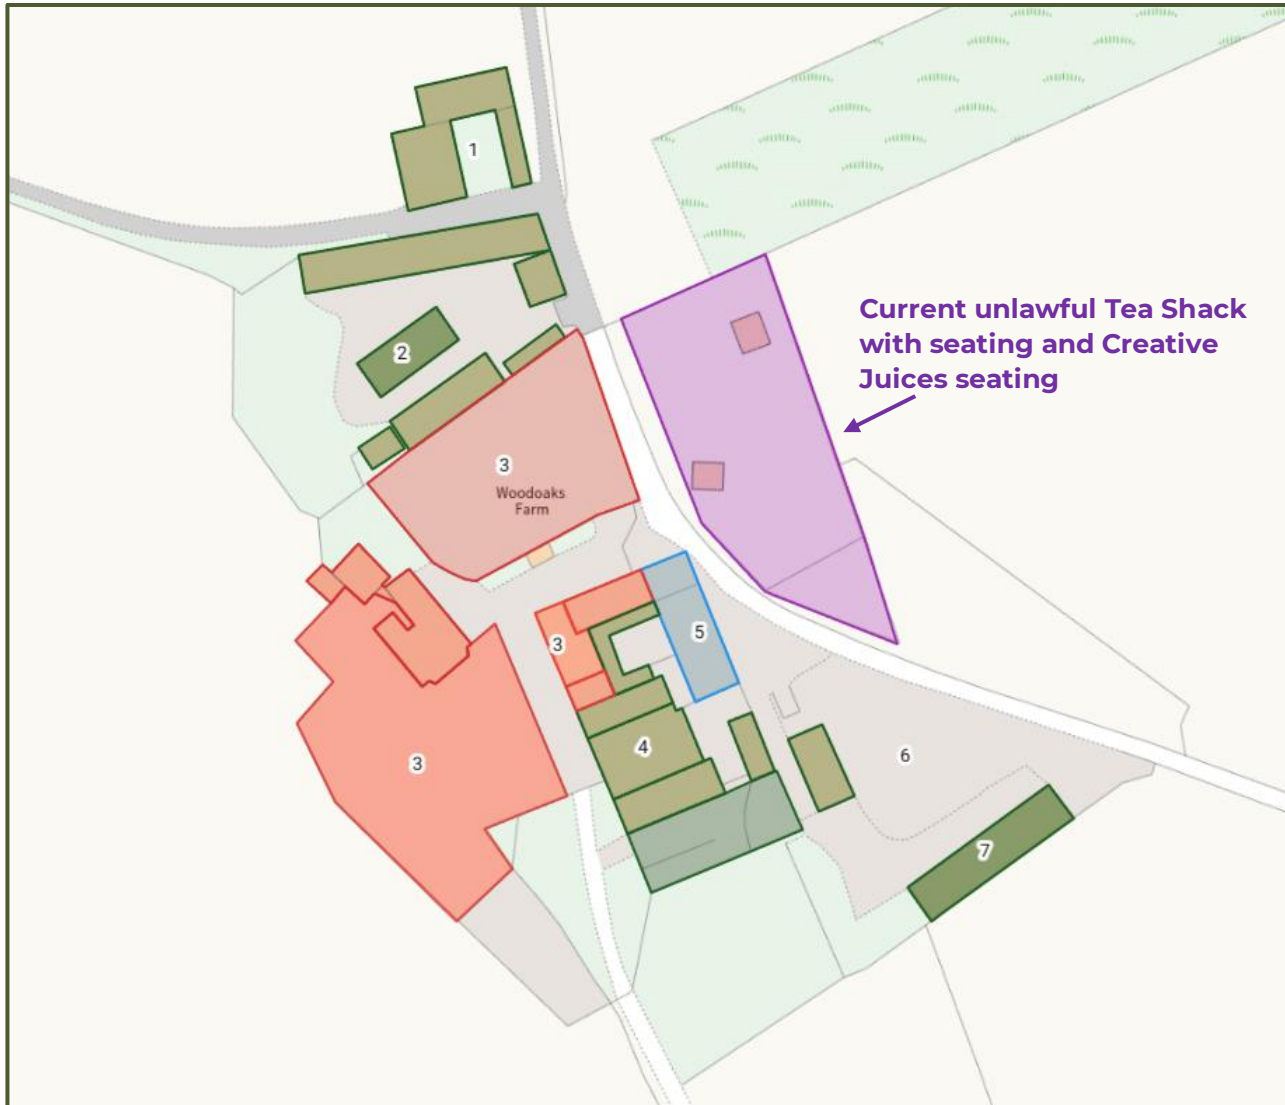 1
Current unlawful Tea Shack
with seating and Creative
Juices seating
2
3
Woodoaks
Farm
3
5
4
6
3
7